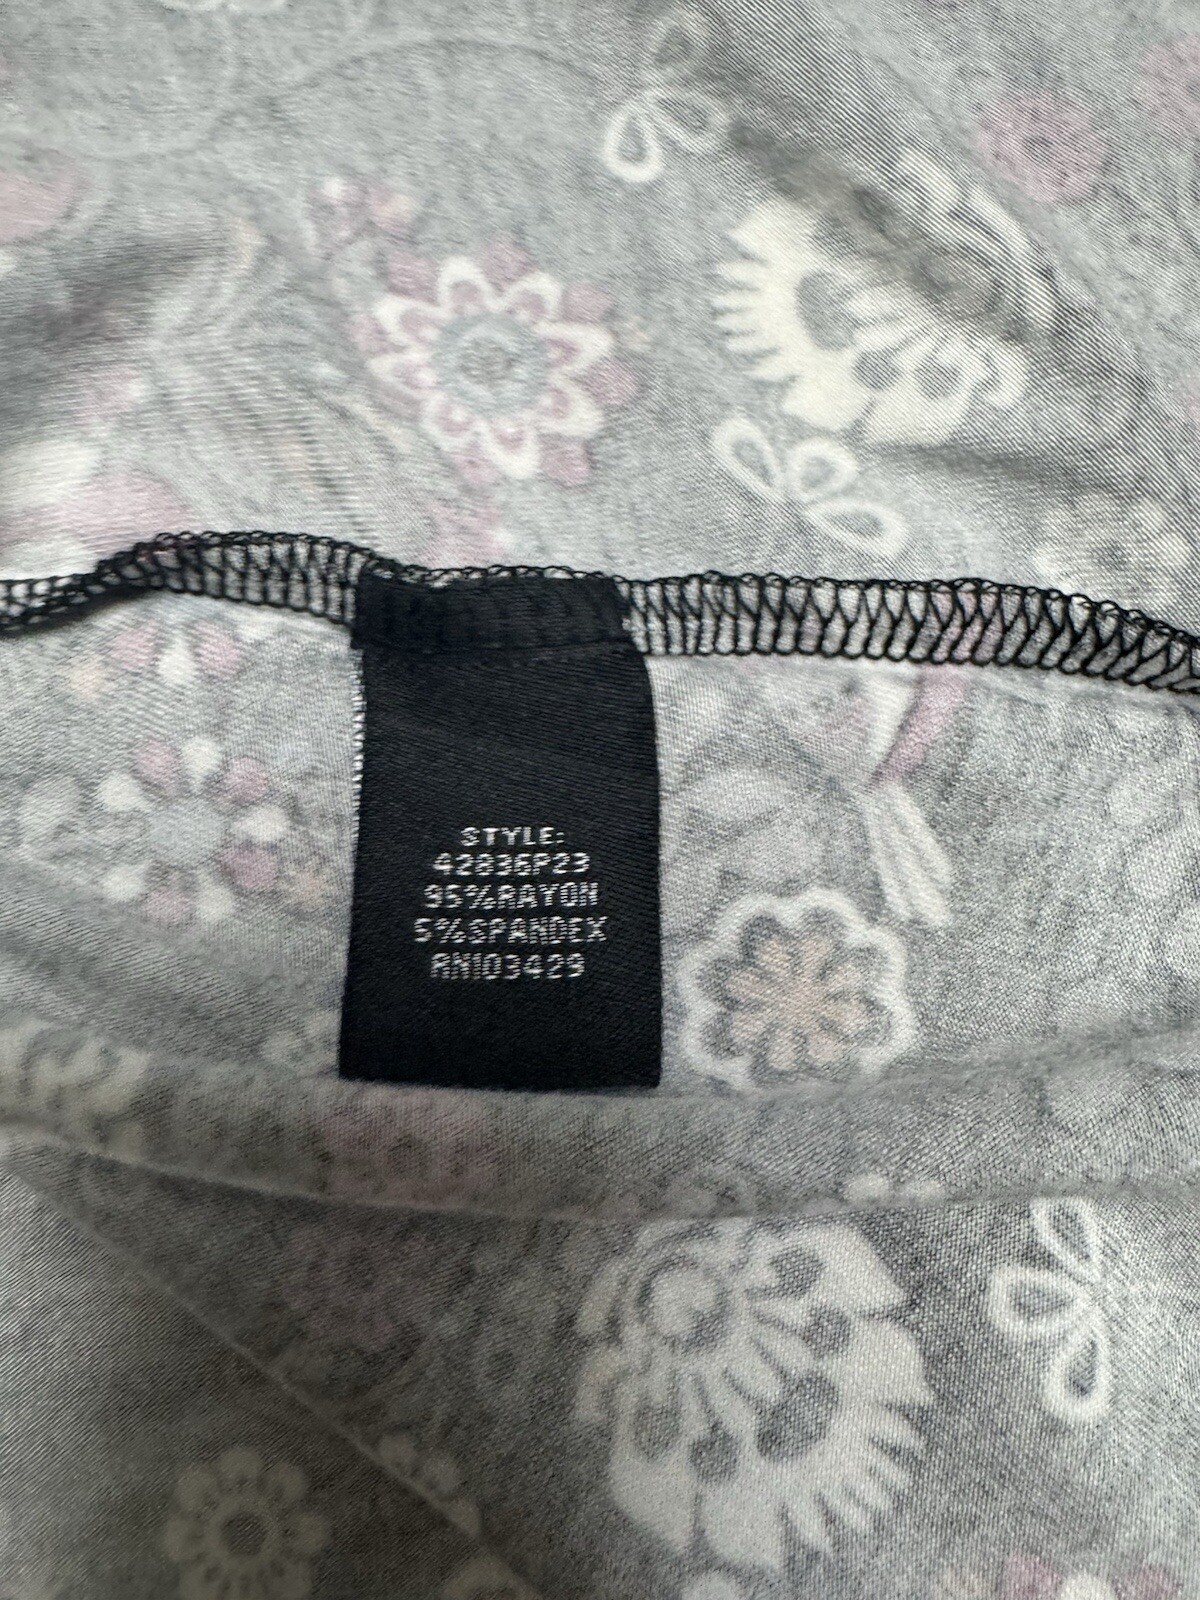 STYLE:
42836P23
95%RAYON
5%SPANDEX
RN103429